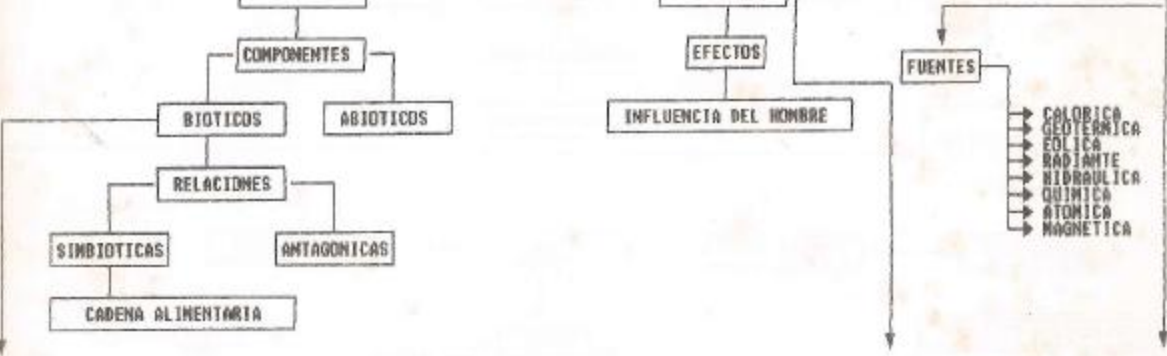 COMPONENTES
BIOTICOS
ABIOTICOS
RELACIONES
SIMBIOTICAS
ANTAGONICAS
CADENA ALIMENTARIA
EFECTOS
INFLUENCIA DEL HOMBRE
FUENTES
CALORICA
GEOTERMICA
EOLICA
RADIANTE
HIDRAULICA
QUIMICA
ATOMICA
MAGNETICA